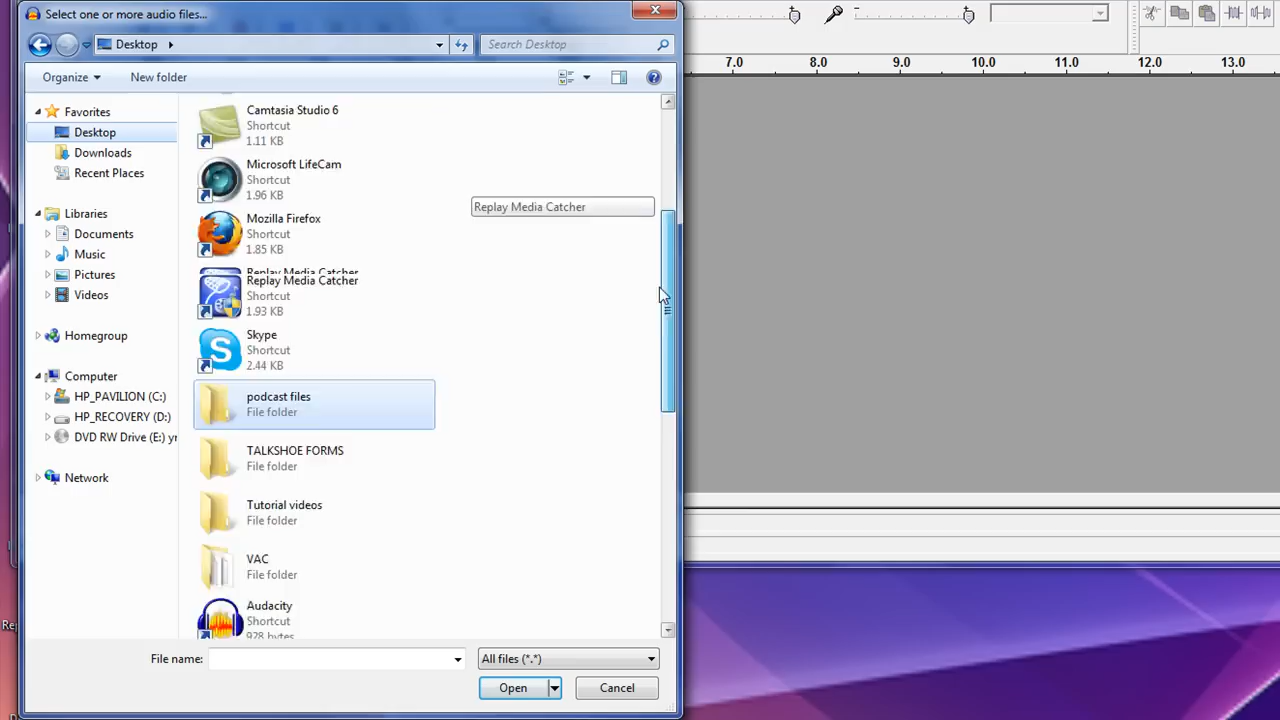 Select one or more audio files...
Desktop
Search Desktop
Organize
New folder
7.0 8.0 9.0 10.0 11.0 12.0 13.0
Favorites
Desktop
Downloads
Recent Places
Libraries
Documents
Music
Pictures
Videos
Homegroup
Computer
HP_PAVILION (C:)
HP_RECOVERY (D:)
DVD RW Drive (E:) yr
Network
Camtasia Studio 6
Shortcut
1.11 KB
Microsoft LifeCam
Shortcut
1.96 KB
Replay Media Catcher
Mozilla Firefox
Shortcut
1.85 KB
Replay Media Catcher
Replay Media Catcher
Shortcut
1.93 KB
Skype
Shortcut
2.44 KB
podcast files
File folder
TALKSHOE FORMS
File folder
Tutorial videos
File folder
VAC
File folder
Audacity
Shortcut
928 bytes
Rep
File name:
All files (*.*)
Open
Cancel